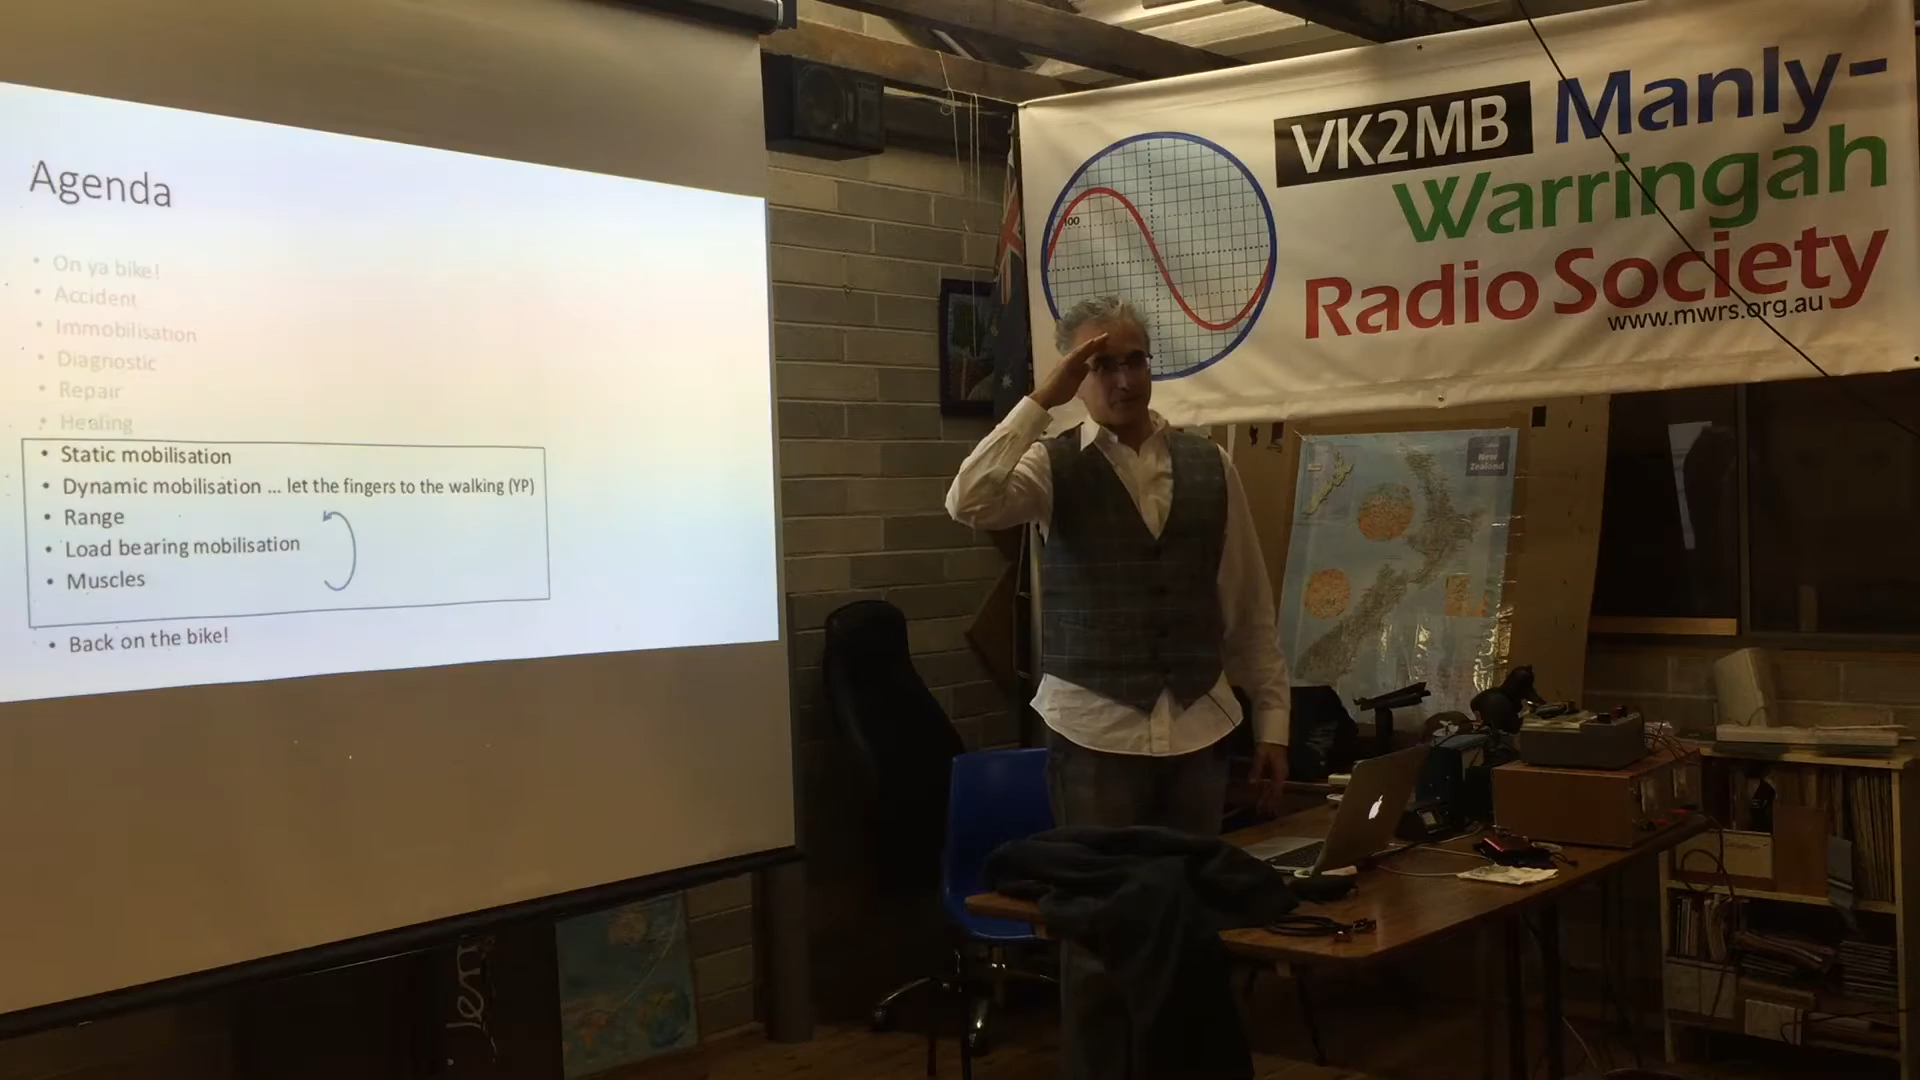 Agenda
• On ya bike!
• Accident
• Immobilisation
• Diagnostic
• Repair
• Healing
• Static mobilisation
• Dynamic mobilisation ... let the fingers to the walking (YP)
• Range
• Load bearing mobilisation
• Muscles
• Back on the bike!
VK2MB Manly-
Warringah
Radio Society
www.mwrs.org.au
100
New
Zealand